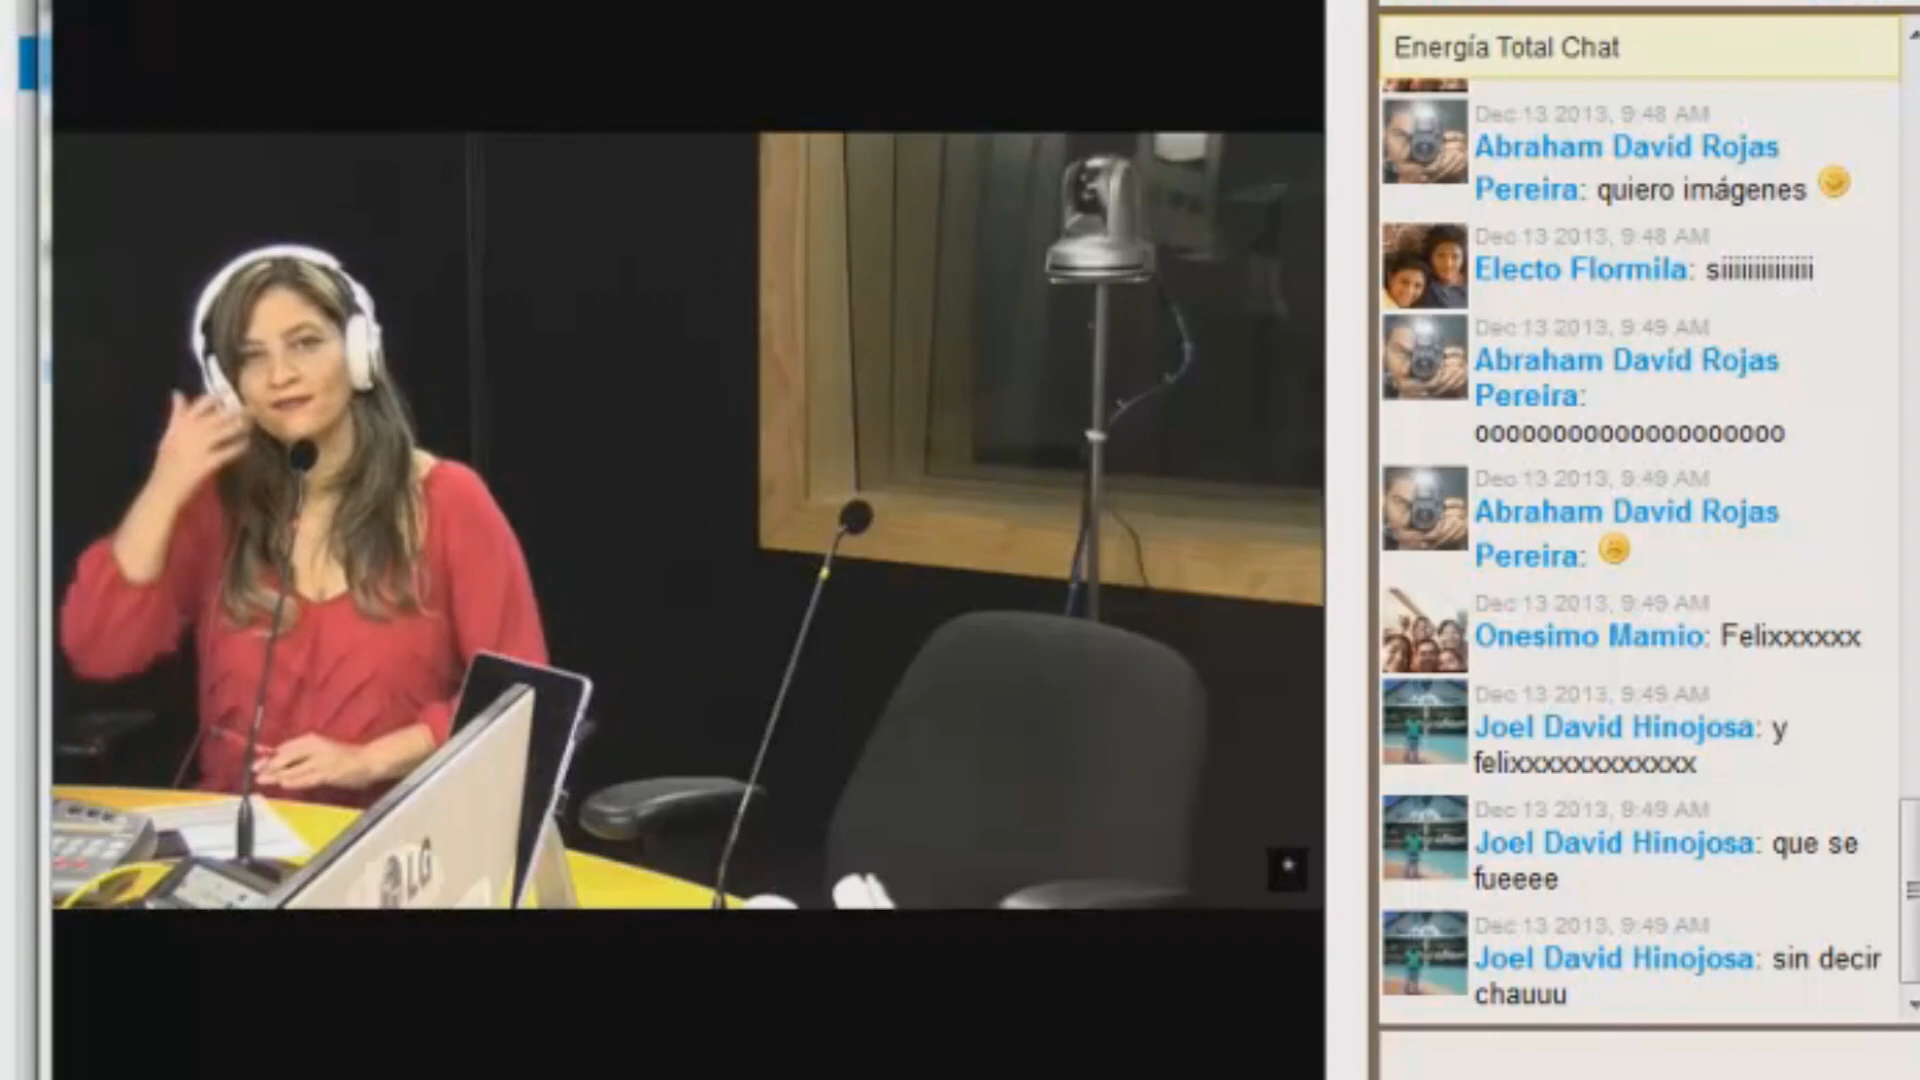 Energía Total Chat
Dec 13 2013, 9:48 AM
Abraham David Rojas
Pereira: quiero imágenes
Dec 13 2013, 9:48 AM
Electo Flormila: siiiiiiiiiiiiii
Dec 13 2013, 9:49 AM
Abraham David Rojas
Pereira:
oooooooooooooooooooo
Dec 13 2013, 9:49 AM
Abraham David Rojas
Pereira:
Dec 13 2013, 9:49 AM
Onesimo Mamio: Felixxxxxx
Dec 13 2013, 9:49 AM
Joel David Hinojosa: y
felixxxxxxxxxxxxx
Dec 13 2013, 9:49 AM
Joel David Hinojosa: que se
fueeee
Dec 13 2013, 9:49 AM
Joel David Hinojosa: sin decir
chauuu
LG